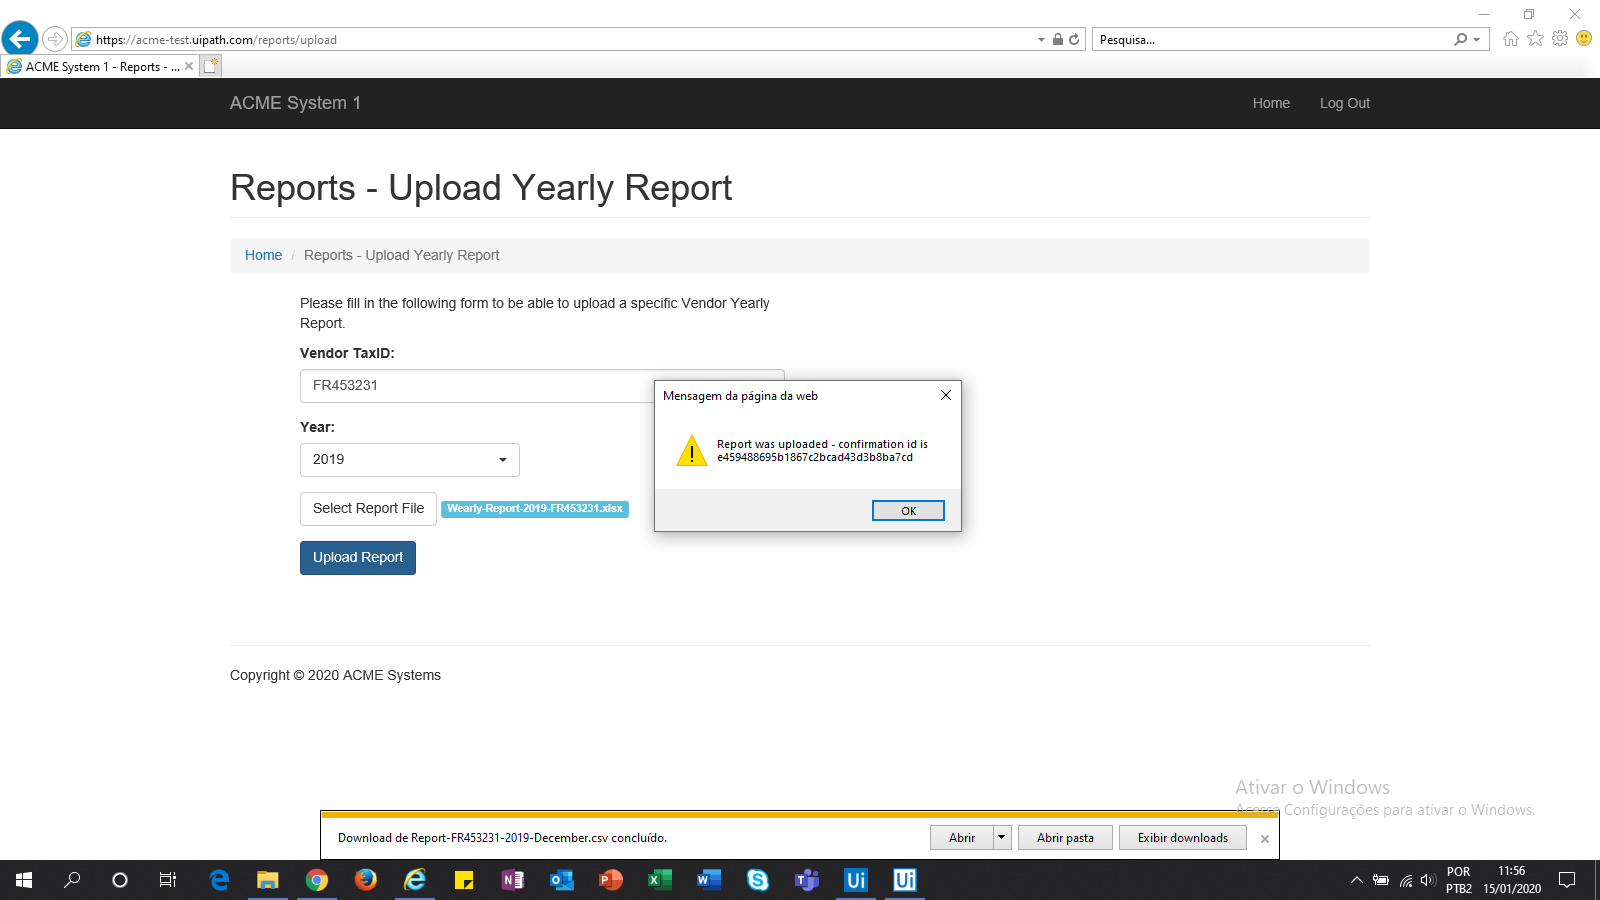 https://acme-test.uipath.com/reports/upload
Pesquisa...
ACME System 1 - Reports - ...
ACME System 1
Home
Log Out
Reports - Upload Yearly Report
Home / Reports - Upload Yearly Report
Please fill in the following form to be able to upload a specific Vendor Yearly
Report.
Vendor TaxID:
FR453231
Year:
2019
Select Report File
Wearly-Report-2019-FR453231.xlsx
Upload Report
Mensagem da página da web
Report was uploaded - confirmation id is
e459488695b1867c2bcad43d3b8ba7cd
OK
Copyright © 2020 ACME Systems
Ativar o Windows
Acesse Configurações para ativar o Windows.
Download de Report-FR453231-2019-December.csv concluído.
Abrir
Abrir pasta
Exibir downloads
POR
PTB2
11:56
15/01/2020